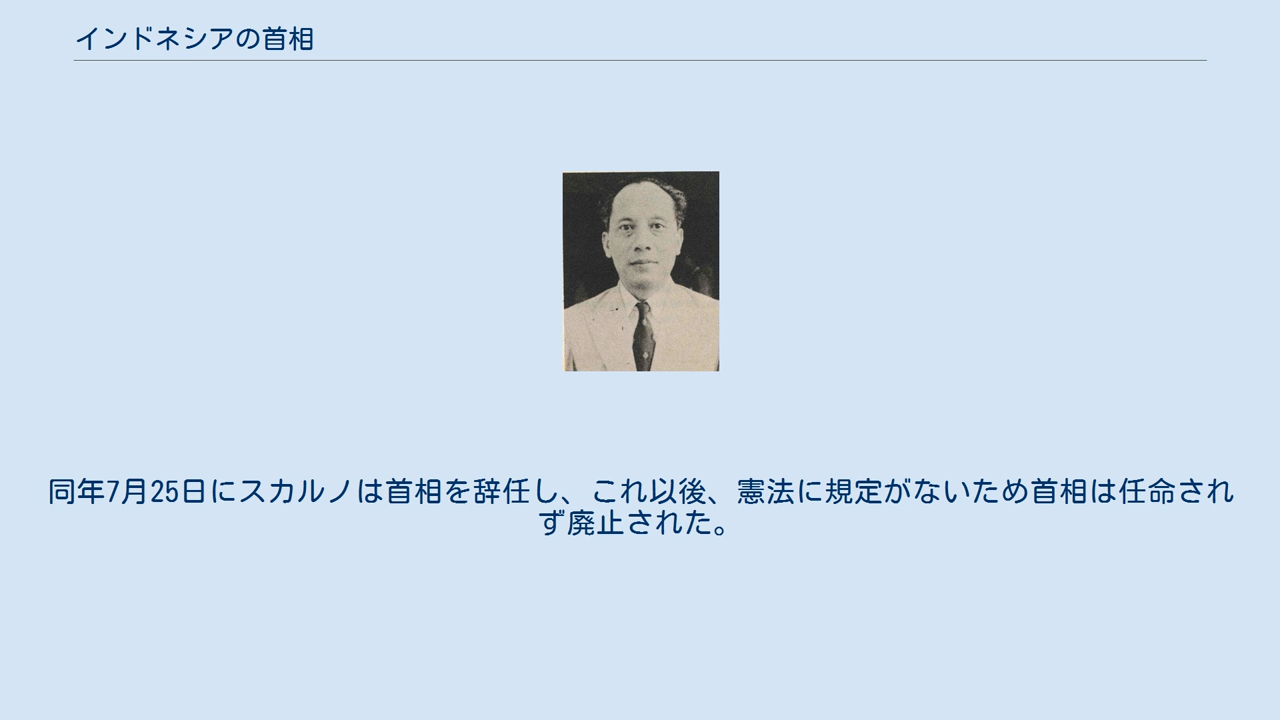 インドネシアの首相
同年7月25日にスカルノは首相を辞任し、これ以後、憲法に規定がないため首相は任命され
ず廃止された。